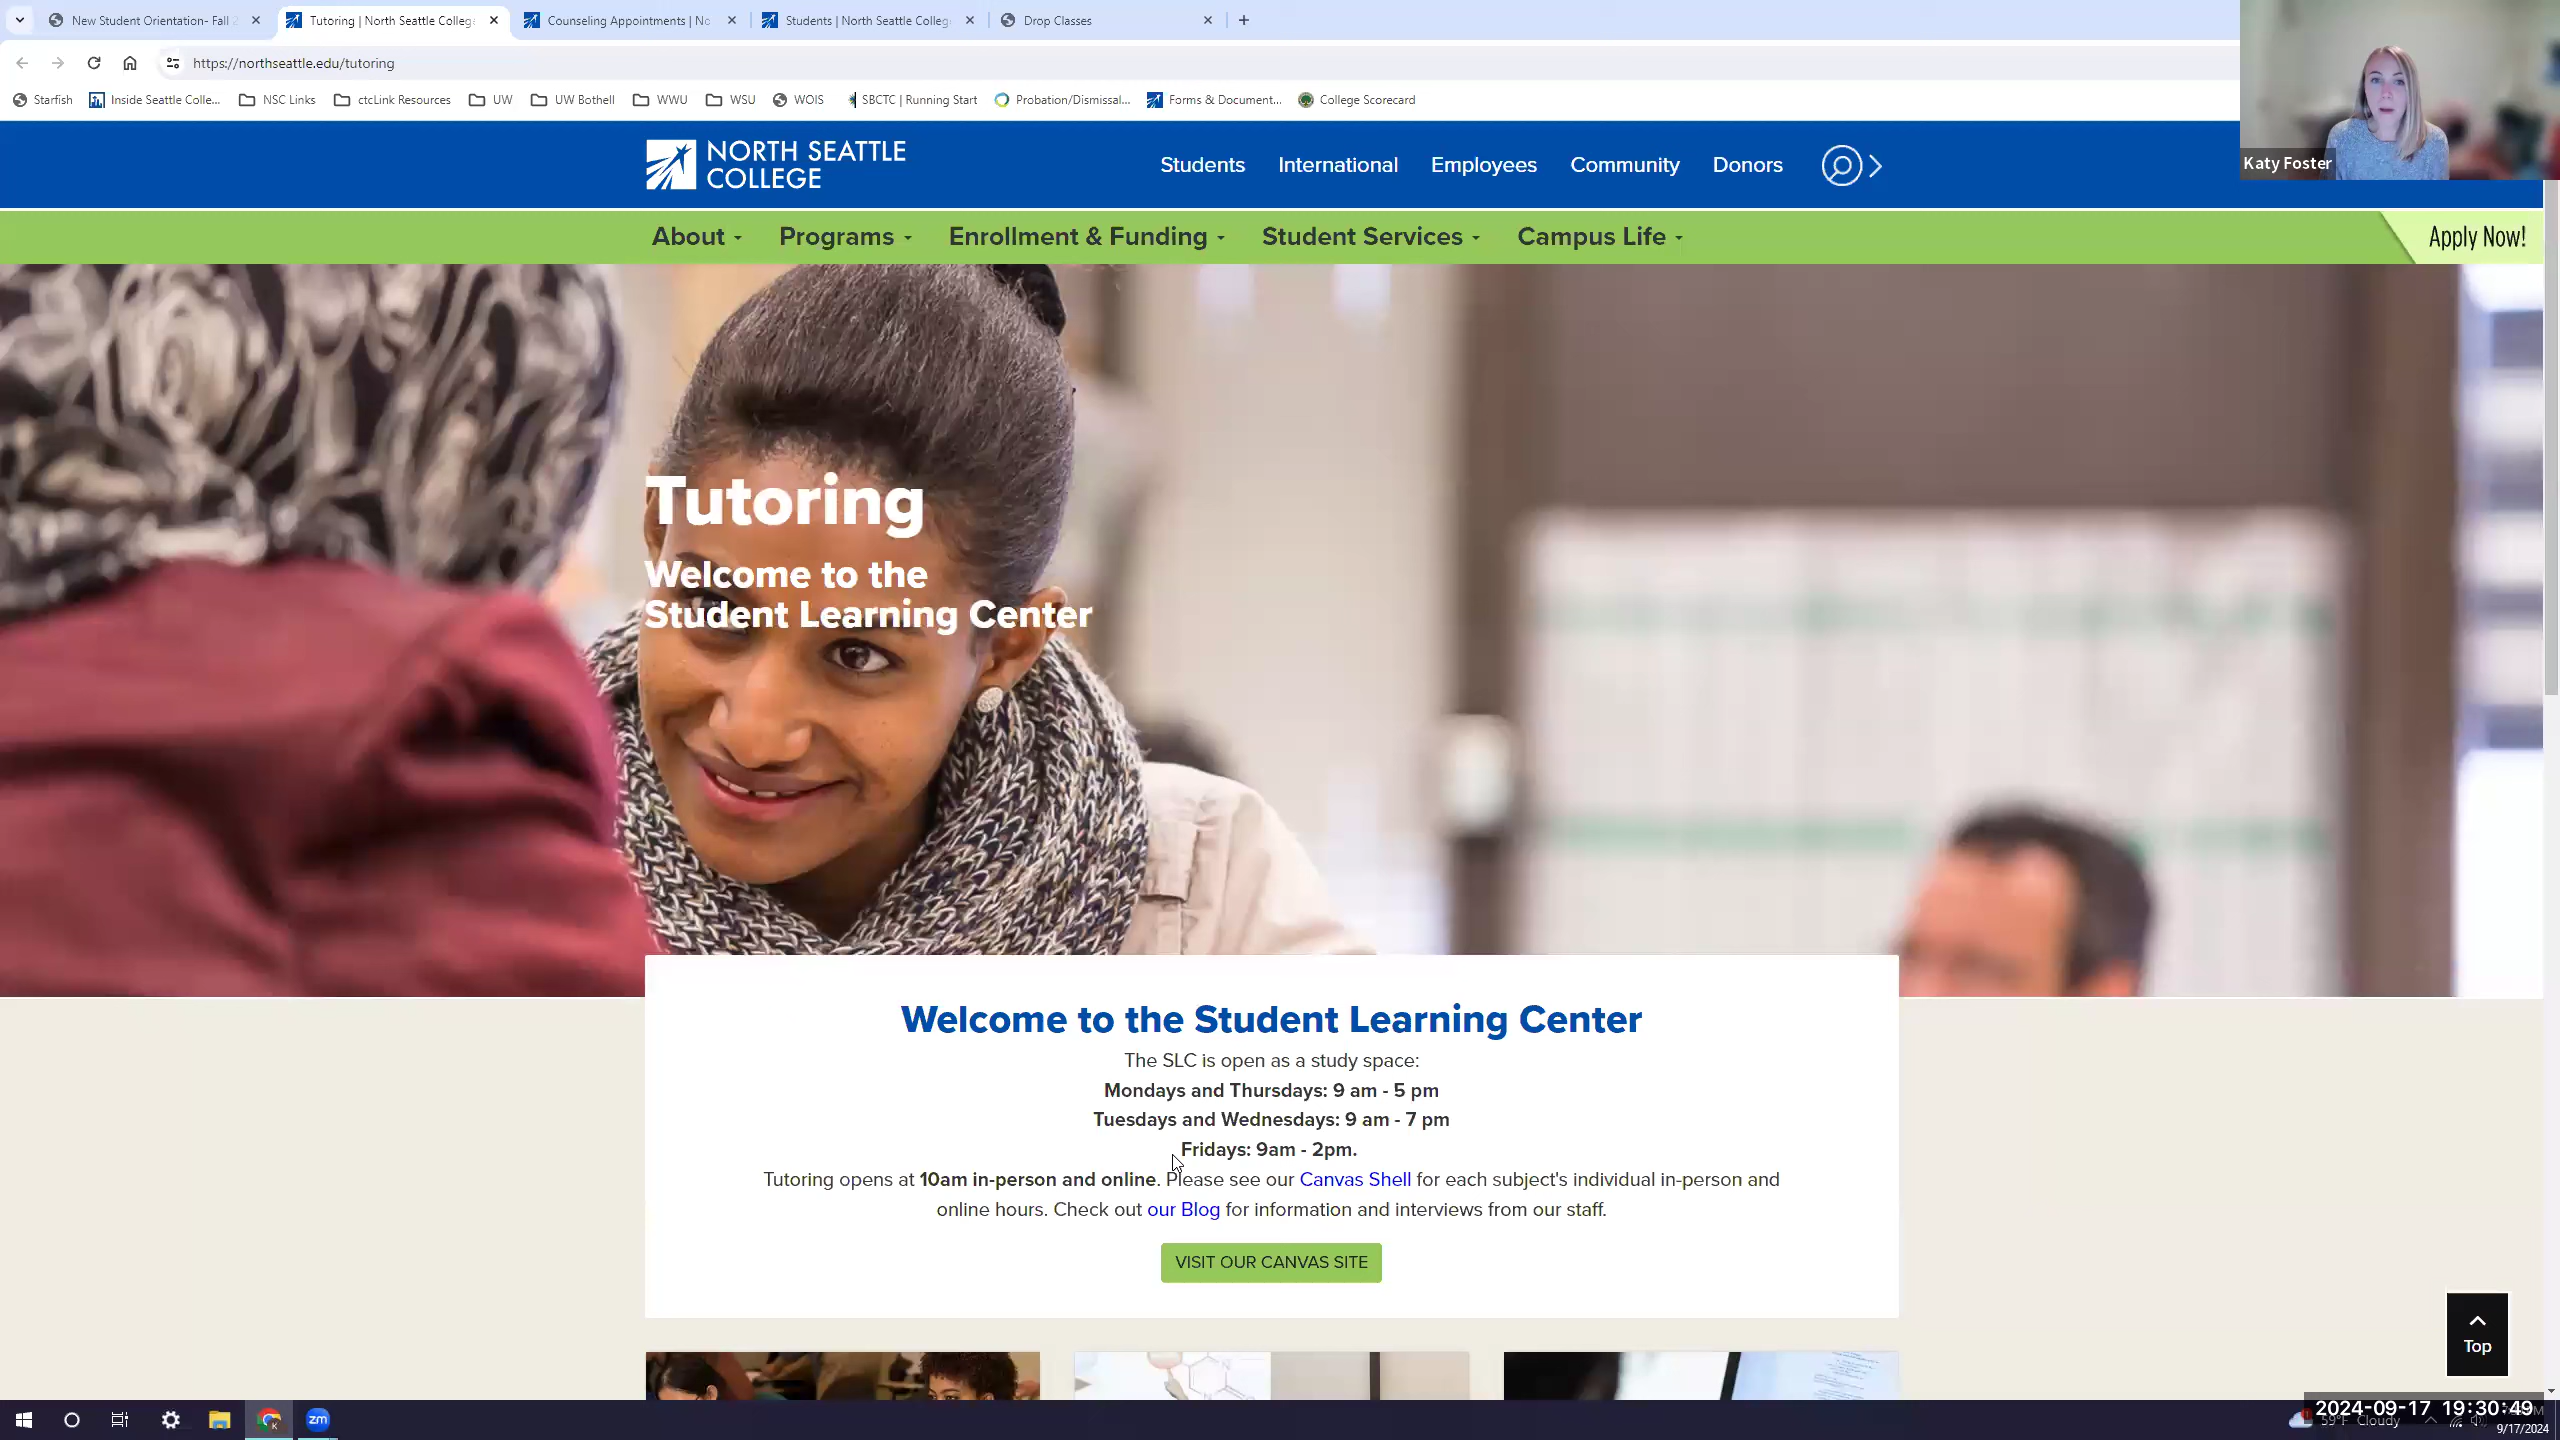 New Student Orientation- Fall 2
Tutoring | North Seattle College
Counseling Appointments | No
Students | North Seattle College
Drop Classes
https://northseattle.edu/tutoring
Starfish
Inside Seattle Colle...
NSC Links
ctcLink Resources
UW
UW Bothell
WWU
WSU
WOIS
SBCTC | Running Start
Probation/Dismissal...
Forms & Document...
College Scorecard
Katy Foster
NORTH SEATTLE
COLLEGE
Students
International
Employees
Community
Donors
About
Programs
Enrollment & Funding
Student Services
Campus Life
Apply Now!
Tutoring
Welcome to the
Student Learning Center
Welcome to the Student Learning Center
The SLC is open as a study space:
Mondays and Thursdays: 9 am - 5 pm
Tuesdays and Wednesdays: 9 am - 7 pm
Fridays: 9am - 2pm.
Tutoring opens at 10am in-person and online. Please see our Canvas Shell for each subject's individual in-person and
online hours. Check out our Blog for information and interviews from our staff.
VISIT OUR CANVAS SITE
Top
zm
59°F Cloudy
2024-09-17 19:30:49
9/17/2024